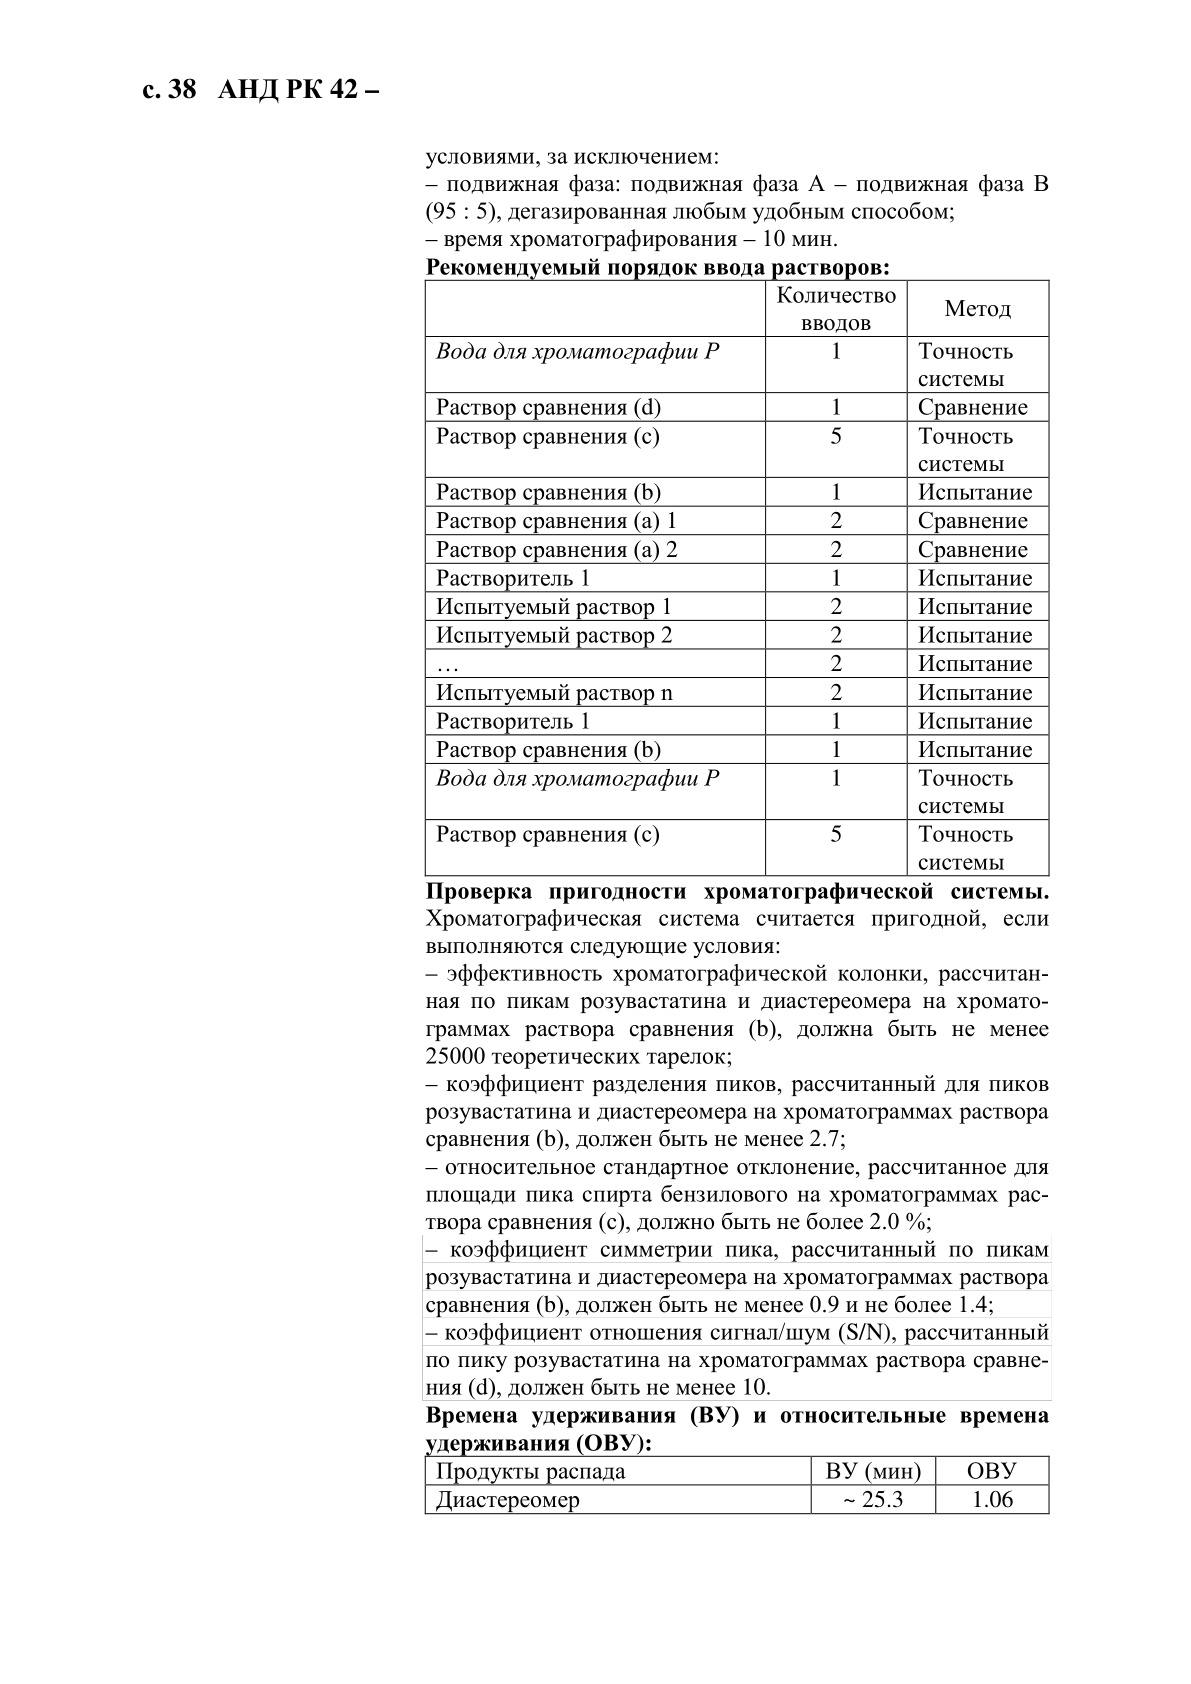 с. 38 АНД РК 42 –
условиями, за исключением:
– подвижная фаза: подвижная фаза А – подвижная фаза В
(95 : 5), дегазированная любым удобным способом;
– время хроматографирования – 10 мин.
Рекомендуемый порядок ввода растворов:
Количество вводов Метод
Вода для хроматографии Р 1 Точность системы
Раствор сравнения (d) 1 Сравнение
Раствор сравнения (c) 5 Точность системы
Раствор сравнения (b) 1 Испытание
Раствор сравнения (a) 1 2 Сравнение
Раствор сравнения (a) 2 2 Сравнение
Растворитель 1 1 Испытание
Испытуемый раствор 1 2 Испытание
Испытуемый раствор 2 2 Испытание
… 2 Испытание
Испытуемый раствор n 2 Испытание
Растворитель 1 1 Испытание
Раствор сравнения (b) 1 Испытание
Вода для хроматографии Р 1 Точность системы
Раствор сравнения (c) 5 Точность системы
Проверка пригодности хроматографической системы.
Хроматографическая система считается пригодной, если
выполняются следующие условия:
– эффективность хроматографической колонки, рассчитан-
ная по пикам розувастатина и диастереомера на хромато-
граммах раствора сравнения (b), должна быть не менее
25000 теоретических тарелок;
– коэффициент разделения пиков, рассчитанный для пиков
розувастатина и диастереомера на хроматограммах раствора
сравнения (b), должен быть не менее 2.7;
– относительное стандартное отклонение, рассчитанное для
площади пика спирта бензилового на хроматограммах рас-
твора сравнения (c), должно быть не более 2.0 %;
– коэффициент симметрии пика, рассчитанный по пикам
розувастатина и диастереомера на хроматограммах раствора
сравнения (b), должен быть не менее 0.9 и не более 1.4;
– коэффициент отношения сигнал/шум (S/N), рассчитанный
по пику розувастатина на хроматограммах раствора сравне-
ния (d), должен быть не менее 10.
Времена удерживания (ВУ) и относительные времена
удерживания (ОВУ):
Продукты распада ВУ (мин) ОВУ
Диастереомер ~ 25.3 1.06